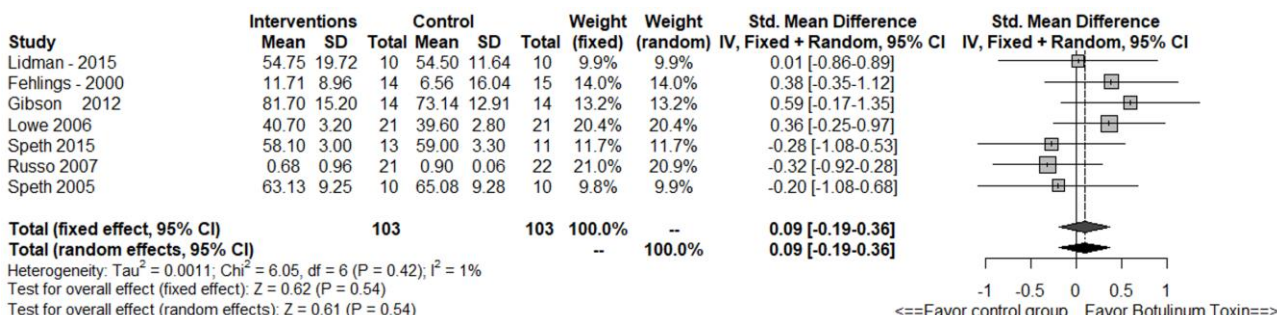 Interventions Control Weight Weight Std. Mean Difference Std. Mean Difference
Study Mean SD Total Mean SD Total (fixed) (random) IV, Fixed + Random, 95% CI IV, Fixed + Random, 95% CI
Lidman - 2015 54.75 19.72 10 54.50 11.64 10 9.9% 9.9% 0.01 [-0.86-0.89]
Fehlings - 2000 11.71 8.96 14 6.56 16.04 15 14.0% 14.0% 0.38 [-0.35-1.12]
Gibson 2012 81.70 15.20 14 73.14 12.91 14 13.2% 13.2% 0.59 [-0.17-1.35]
Lowe 2006 40.70 3.20 21 39.60 2.80 21 20.4% 20.4% 0.36 [-0.25-0.97]
Speth 2015 58.10 3.00 13 59.00 3.30 11 11.7% 11.7% -0.28 [-1.08-0.53]
Russo 2007 0.68 0.96 21 0.90 0.06 22 21.0% 20.9% -0.32 [-0.92-0.28]
Speth 2005 63.13 9.25 10 65.08 9.28 10 9.8% 9.9% -0.20 [-1.08-0.68]
Total (fixed effect, 95% CI) 103 103 100.0% -- 0.09 [-0.19-0.36]
Total (random effects, 95% CI) -- 100.0% 0.09 [-0.19-0.36]
Heterogeneity: Tau² = 0.0011; Chi² = 6.05, df = 6 (P = 0.42); I² = 1%
Test for overall effect (fixed effect): Z = 0.62 (P = 0.54)
-1 -0.5 0 0.5 1
Test for overall effect (random effects): Z = 0.61 (P = 0.54) <==Favor control group Favor Botulinum Toxin==>